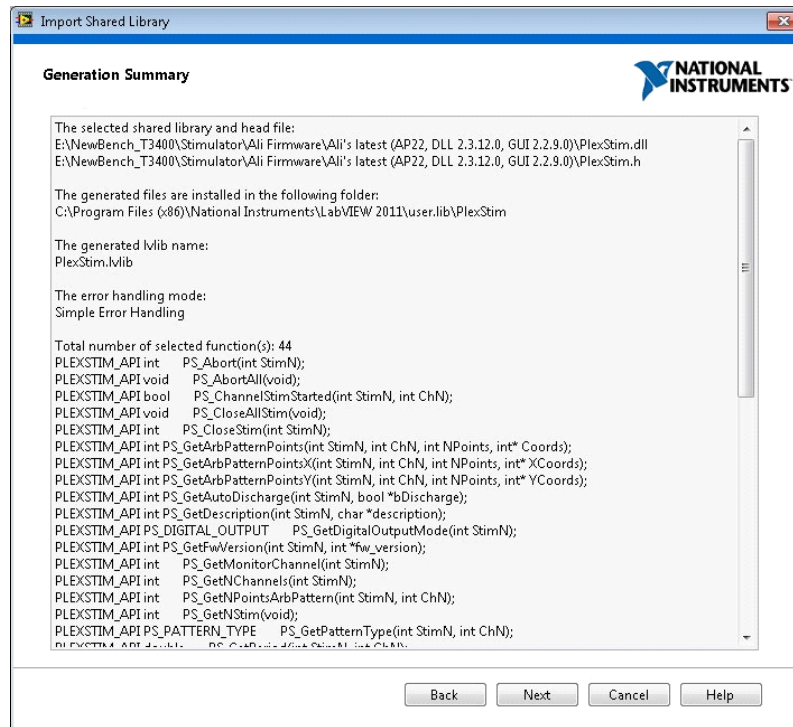 Import Shared Library
Generation Summary
NATIONAL
INSTRUMENTS
The selected shared library and head file:
E:\NewBench_T3400\Stimulator\Ali Firmware\Ali's latest (AP22, DLL 2.3.12.0, GUI 2.2.9.0)\PlexStim.dll
E:\NewBench_T3400\Stimulator\Ali Firmware\Ali's latest (AP22, DLL 2.3.12.0, GUI 2.2.9.0)\PlexStim.h
The generated files are installed in the following folder:
C:\Program Files (x86)\National Instruments\LabVIEW 2011\user.lib\PlexStim
The generated lvlib name:
PlexStim.lvlib
The error handling mode:
Simple Error Handling
Total number of selected function(s): 44
PLEXSTIM_API int PS_Abort(int StimN);
PLEXSTIM_API void PS_AbortAll(void);
PLEXSTIM_API bool PS_ChannelStimStarted(int StimN, int ChN);
PLEXSTIM_API void PS_CloseAllStim(void);
PLEXSTIM_API int PS_CloseStim(int StimN);
PLEXSTIM_API int PS_GetArbPatternPoints(int StimN, int ChN, int NPoints, int* Coords);
PLEXSTIM_API int PS_GetArbPatternPointsX(int StimN, int ChN, int NPoints, int* XCoords);
PLEXSTIM_API int PS_GetArbPatternPointsY(int StimN, int ChN, int NPoints, int* YCoords);
PLEXSTIM_API int PS_GetAutoDischarge(int StimN, bool *bDischarge);
PLEXSTIM_API int PS_GetDescription(int StimN, char *description);
PLEXSTIM_API PS_DIGITAL_OUTPUT PS_GetDigitalOutputMode(int StimN);
PLEXSTIM_API int PS_GetFwVersion(int StimN, int *fw_version);
PLEXSTIM_API int PS_GetMonitorChannel(int StimN);
PLEXSTIM_API int PS_GetNChannels(int StimN);
PLEXSTIM_API int PS_GetNPointsArbPattern(int StimN, int ChN);
PLEXSTIM_API int PS_GetNStim(void);
PLEXSTIM_API PS_PATTERN_TYPE PS_GetPatternType(int StimN, int ChN);
PLEXSTIM_API double PS_GetPeriod(int StimN, int ChN);
Back Next Cancel Help